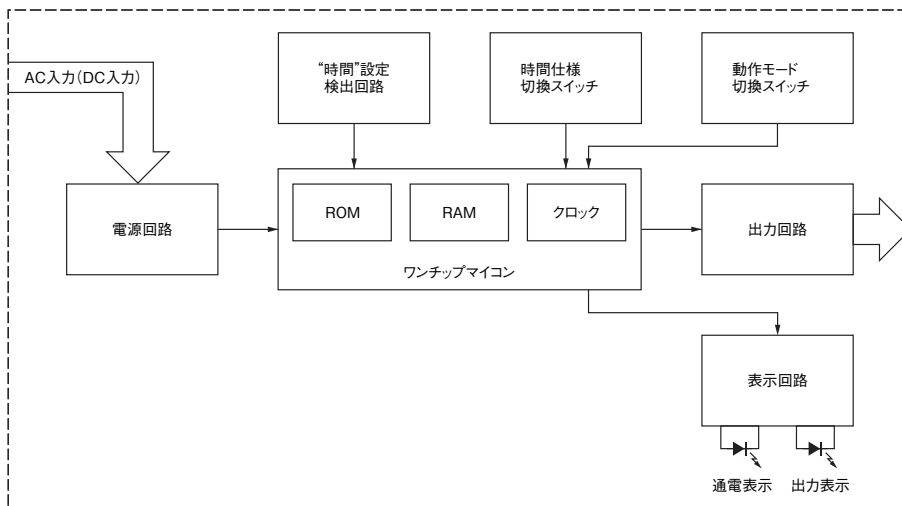 AC入力(DC入力)
“時間”設定
検出回路
時間仕様
切換スイッチ
動作モード
切換スイッチ
電源回路
ROM
RAM
クロック
ワンチップマイコン
出力回路
表示回路
通電表示
出力表示